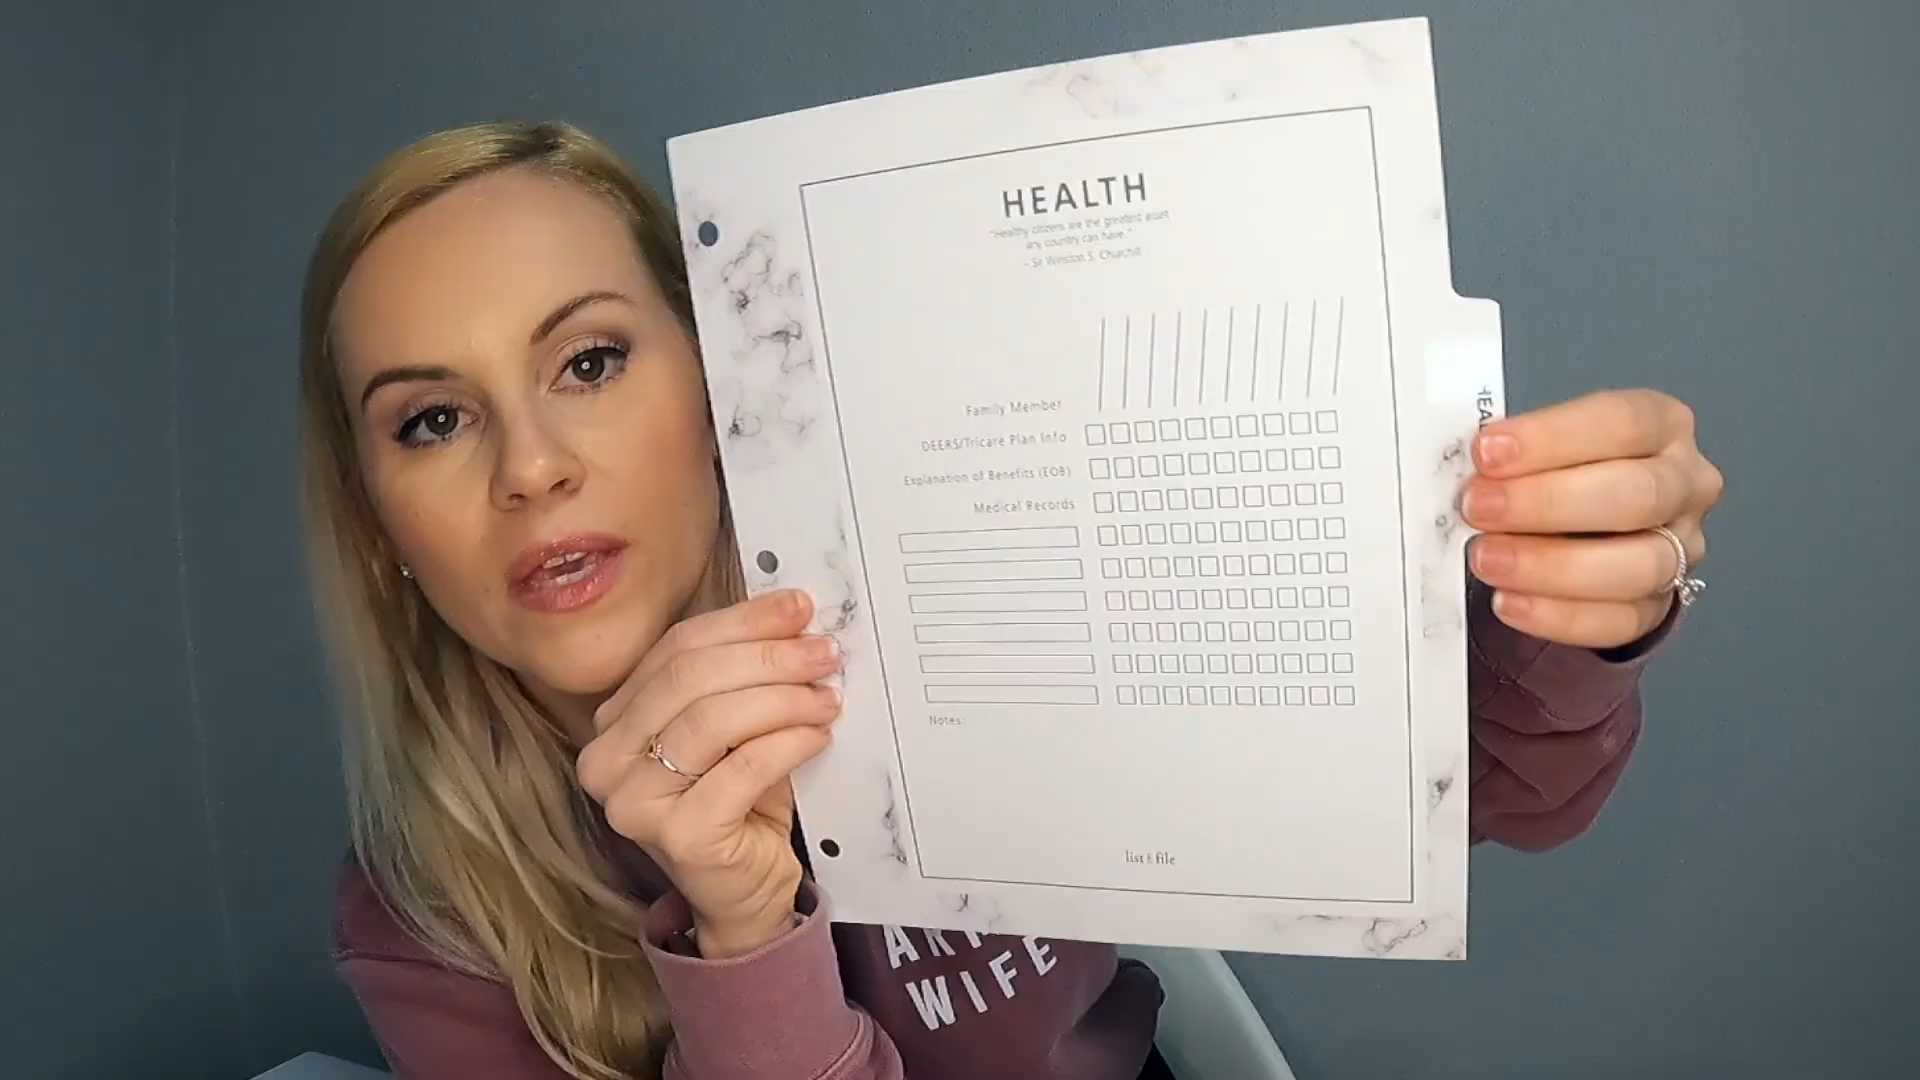 HEALTH
"Healthy citizens are the greatest asset
any country can have."
- Sir Winston S. Churchill
Family Member
DEERS/Tricare Plan Info
Explanation of Benefits (EOB)
Medical Records
Notes:
list & file
HEA
WIFE